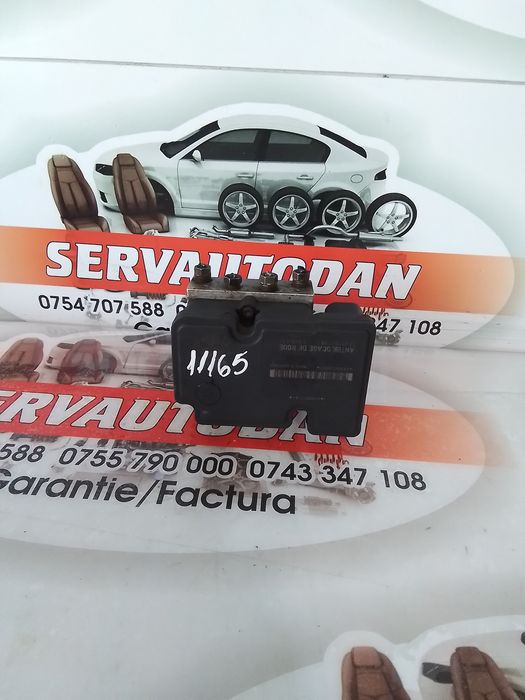 SERVAUTODAN
0754 707 588
347 108
Ga
11165
ANTIBLOCAGE DE ROUE
RVAUTODAN
588 0755 790 000 0743 347 108
Garantie/Factura